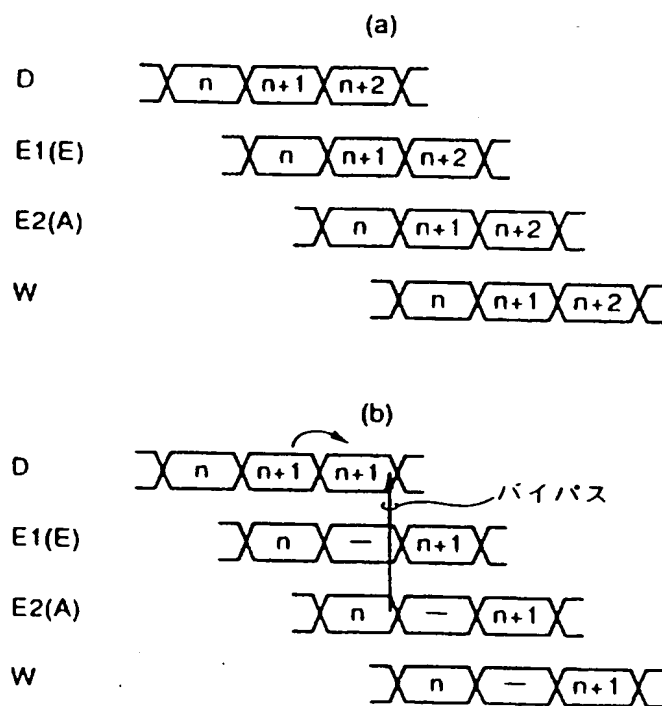 (a)
D n n+1 n+2
E1(E) n n+1 n+2
E2(A) n n+1 n+2
W n n+1 n+2
(b)
D n n+1 n+1
バイパス
E1(E) n — n+1
E2(A) n — n+1
W n — n+1